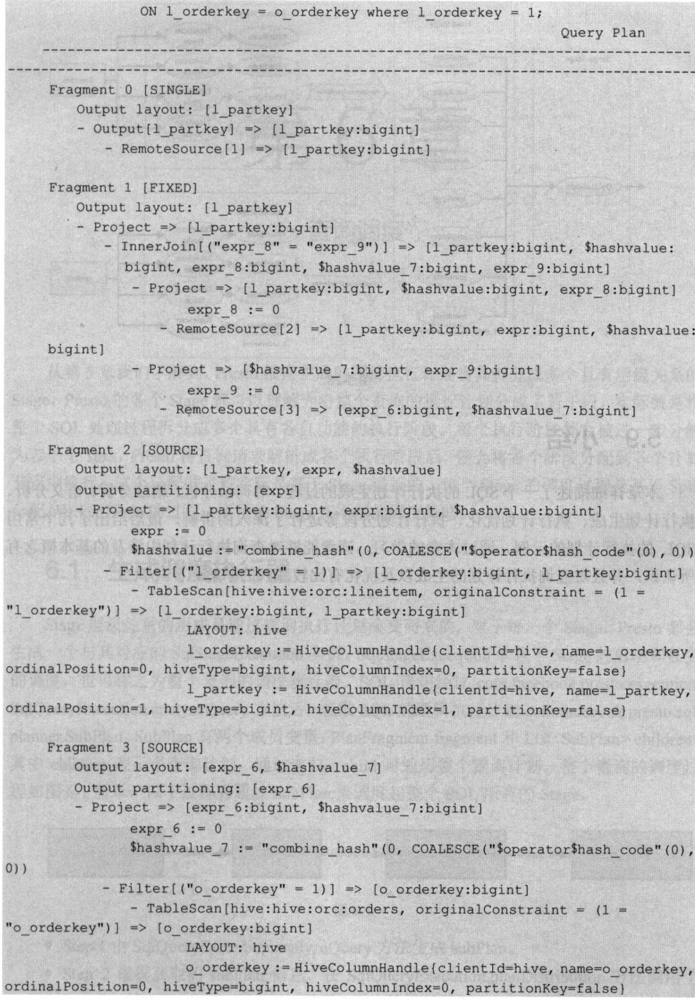 ON l_orderkey = o_orderkey where l_orderkey = 1;
Query Plan
Fragment 0 [SINGLE]
Output layout: [l_partkey]
- Output[l_partkey] => [l_partkey:bigint]
- RemoteSource[1] => [l_partkey:bigint]
Fragment 1 [FIXED]
Output layout: [l_partkey]
- Project => [l_partkey:bigint]
- InnerJoin[("expr_8" = "expr_9")] => [l_partkey:bigint, $hashvalue:
bigint, expr_8:bigint, $hashvalue_7:bigint, expr_9:bigint]
- Project => [l_partkey:bigint, $hashvalue:bigint, expr_8:bigint]
expr_8 := 0
- RemoteSource[2] => [l_partkey:bigint, expr:bigint, $hashvalue:
bigint]
- Project => [$hashvalue_7:bigint, expr_9:bigint]
expr_9 := 0
- RemoteSource[3] => [expr_6:bigint, $hashvalue_7:bigint]
Fragment 2 [SOURCE]
Output layout: [l_partkey, expr, $hashvalue]
Output partitioning: [expr]
- Project => [l_partkey:bigint, expr:bigint, $hashvalue:bigint]
expr := 0
$hashvalue := "combine_hash"(0, COALESCE("$operator$hash_code"(0), 0))
- Filter[("l_orderkey" = 1)] => [l_orderkey:bigint, l_partkey:bigint]
- TableScan[hive:hive:orc:lineitem, originalConstraint = (1 =
"l_orderkey")] => [l_orderkey:bigint, l_partkey:bigint]
LAYOUT: hive
l_orderkey := HiveColumnHandle{clientId=hive, name=l_orderkey,
ordinalPosition=0, hiveType=bigint, hiveColumnIndex=0, partitionKey=false}
l_partkey := HiveColumnHandle{clientId=hive, name=l_partkey,
ordinalPosition=1, hiveType=bigint, hiveColumnIndex=1, partitionKey=false}
Fragment 3 [SOURCE]
Output layout: [expr_6, $hashvalue_7]
Output partitioning: [expr_6]
- Project => [expr_6:bigint, $hashvalue_7:bigint]
expr_6 := 0
$hashvalue_7 := "combine_hash"(0, COALESCE("$operator$hash_code"(0),
0))
- Filter[("o_orderkey" = 1)] => [o_orderkey:bigint]
- TableScan[hive:hive:orc:orders, originalConstraint = (1 =
"o_orderkey")] => [o_orderkey:bigint]
LAYOUT: hive
o_orderkey := HiveColumnHandle{clientId=hive, name=o_orderkey,
ordinalPosition=0, hiveType=bigint, hiveColumnIndex=0, partitionKey=false}